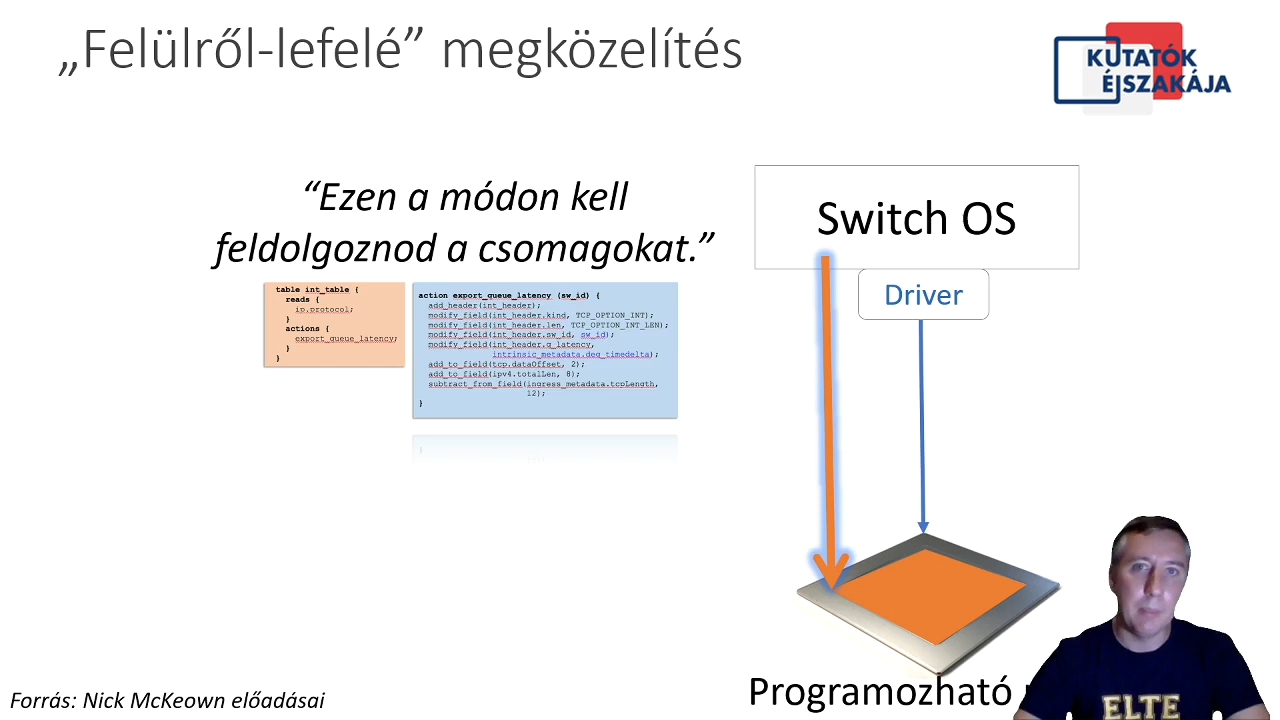 „Felülről-lefelé” megközelítés
KUTATÓK
ÉJSZAKÁJA
“Ezen a módon kell
feldolgoznod a csomagokat.”
table int_table {
reads {
ip.protocol;
}
actions {
export_queue_latency;
}
}
action export_queue_latency (sw_id) {
add_header(int_header);
modify_field(int_header.kind, TCP_OPTION_INT);
modify_field(int_header.len, TCP_OPTION_INT_LEN);
modify_field(int_header.sw_id, sw_id);
modify_field(int_header.q_latency,
intrinsic_metadata.deq_timedelta);
add_to_field(tcp.dataOffset, 2);
add_to_field(ipv4.totalLen, 8);
subtract_from_field(ingress_metadata.tcpLength,
12);
}
Switch OS
Driver
Programozható
ELTE
Forrás: Nick McKeown előadásai